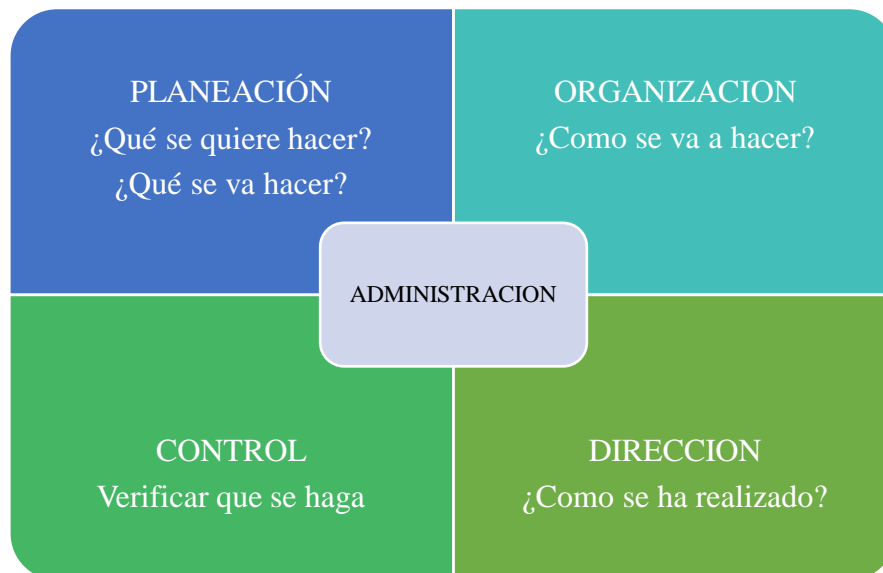 PLANEACIÓN
¿Qué se quiere hacer?
¿Qué se va hacer?
ORGANIZACION
¿Como se va a hacer?
ADMINISTRACION
CONTROL
Verificar que se haga
DIRECCION
¿Como se ha realizado?